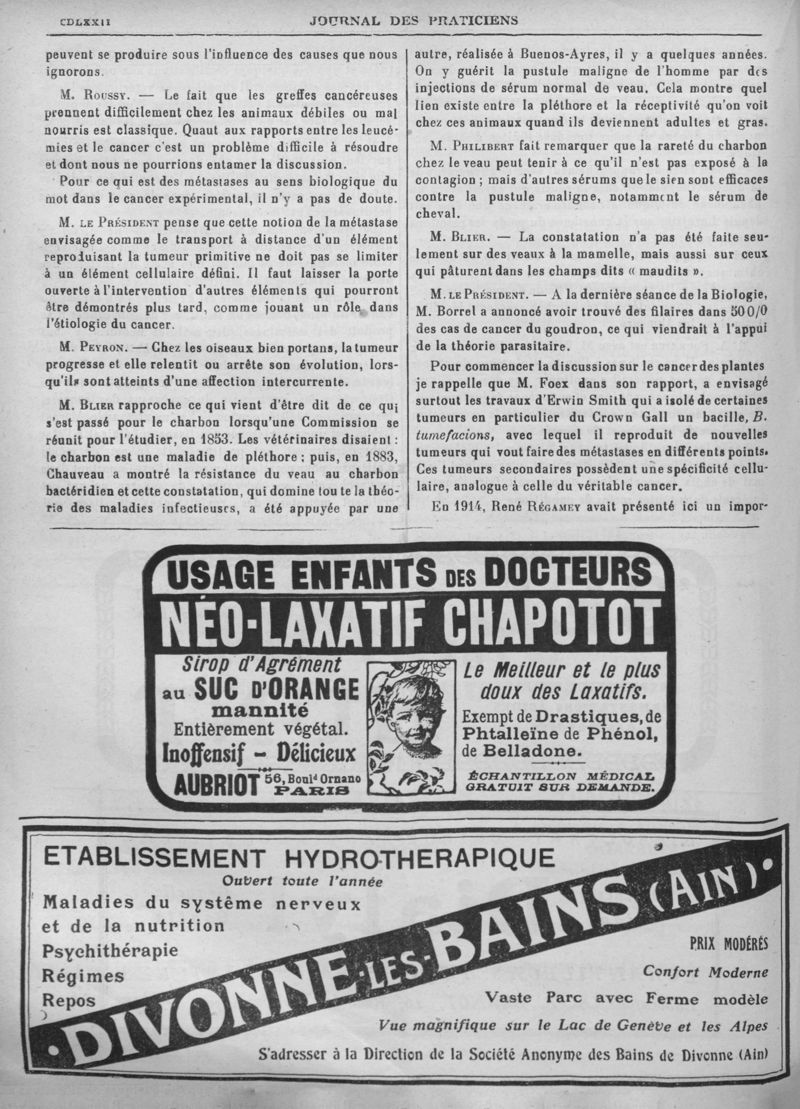 CDLXXII
JOURNAL DES PRATICIENS
peuvent se produire sous l'influence des causes que nous
ignorons.
M. Roussy. — Le fait que les greffes cancéreuses
prennent difficilement chez les animaux débiles ou mal
nourris est classique. Quaut aux rapports entre les leucé-
mies et le cancer c'est un problème difficile à résoudre
et dont nous ne pourrions entamer la discussion.
Pour ce qui est des métastases au sens biologique du
mot dans le cancer expérimental, il n'y a pas de doute.
M. le Président pense que cette notion de la métastase
envisagée comme le transport à distance d'un élément
reproduisant la tumeur primitive ne doit pas se limiter
à un élément cellulaire défini. Il faut laisser la porte
ouverte à l'intervention d'autres éléments qui pourront
être démontrés plus tard, comme jouant un rôle dans
l'étiologie du cancer.
M. Peyron. — Chez les oiseaux bien portans, la tumeur
progresse et elle relentit ou arrête son évolution, lors-
qu'ils sont atteints d'une affection intercurrente.
M. Blier rapproche ce qui vient d'être dit de ce qui
s'est passé pour le charbon lorsqu'une Commission se
réunit pour l'étudier, en 1853. Les vétérinaires disaient :
le charbon est une maladie de pléthore ; puis, en 1883,
Chauveau a montré la résistance du veau au charbon
bactéridien et cette constatation, qui domine toute la théo-
rie des maladies infectieuses, a été appuyée par une
autre, réalisée à Buenos-Ayres, il y a quelques années.
On y guérit la pustule maligne de l'homme par des
injections de sérum normal de veau. Cela montre quel
lien existe entre la pléthore et la réceptivité qu'on voit
chez ces animaux quand ils deviennent adultes et gras.
M. Philibert fait remarquer que la rareté du charbon
chez le veau peut tenir à ce qu'il n'est pas exposé à la
contagion ; mais d'autres sérums que le sien sont efficaces
contre la pustule maligne, notamment le sérum de
cheval.
M. Blier. — La constatation n'a pas été faite seu-
lement sur des veaux à la mamelle, mais aussi sur ceux
qui pâturent dans les champs dits « maudits ».
M. le Président. — A la dernière séance de la Biologie,
M. Borrel a annoncé avoir trouvé des filaires dans 50 0/0
des cas de cancer du goudron, ce qui viendrait à l'appui
de la théorie parasitaire.
Pour commencer la discussion sur le cancer des plantes
je rappelle que M. Foex dans son rapport, a envisagé
surtout les travaux d'Erwin Smith qui a isolé de certaines
tumeurs en particulier du Crown Gall un bacille, B.
tumefacions, avec lequel il reproduit de nouvelles
tumeurs qui vout faire des métastases en différents points.
Ces tumeurs secondaires possèdent une spécificité cellu-
laire, analogue à celle du véritable cancer.
En 1914, René Régamey avait présenté ici un impor-
USAGE ENFANTS DES DOCTEURS
NÉO-LAXATIF CHAPOTOT
Sirop d'Agrément
au SUC D'ORANGE
mannité
Entièrement végétal.
Inoffensif – Délicieux
AUBRIOT 56, Boul<sup>d</sup> Ornano
PARIS
Le Meilleur et le plus
doux des Laxatifs.
Exempt de Drastiques, de
Phtalleïne de Phénol,
de Belladone.
ÉCHANTILLON MÉDICAL
GRATUIT SUR DEMANDE.
ETABLISSEMENT HYDROTHERAPIQUE
Ouvert toute l'année
Maladies du système nerveux
et de la nutrition
Psychithérapie
Régimes
Repos
DIVONNE-LES-BAINS (AIN)
PRIX MODÉRÉS
Confort Moderne
Vaste Parc avec Ferme modèle
Vue magnifique sur le Lac de Genève et les Alpes
S'adresser à la Direction de la Société Anonyme des Bains de Divonne (Ain)